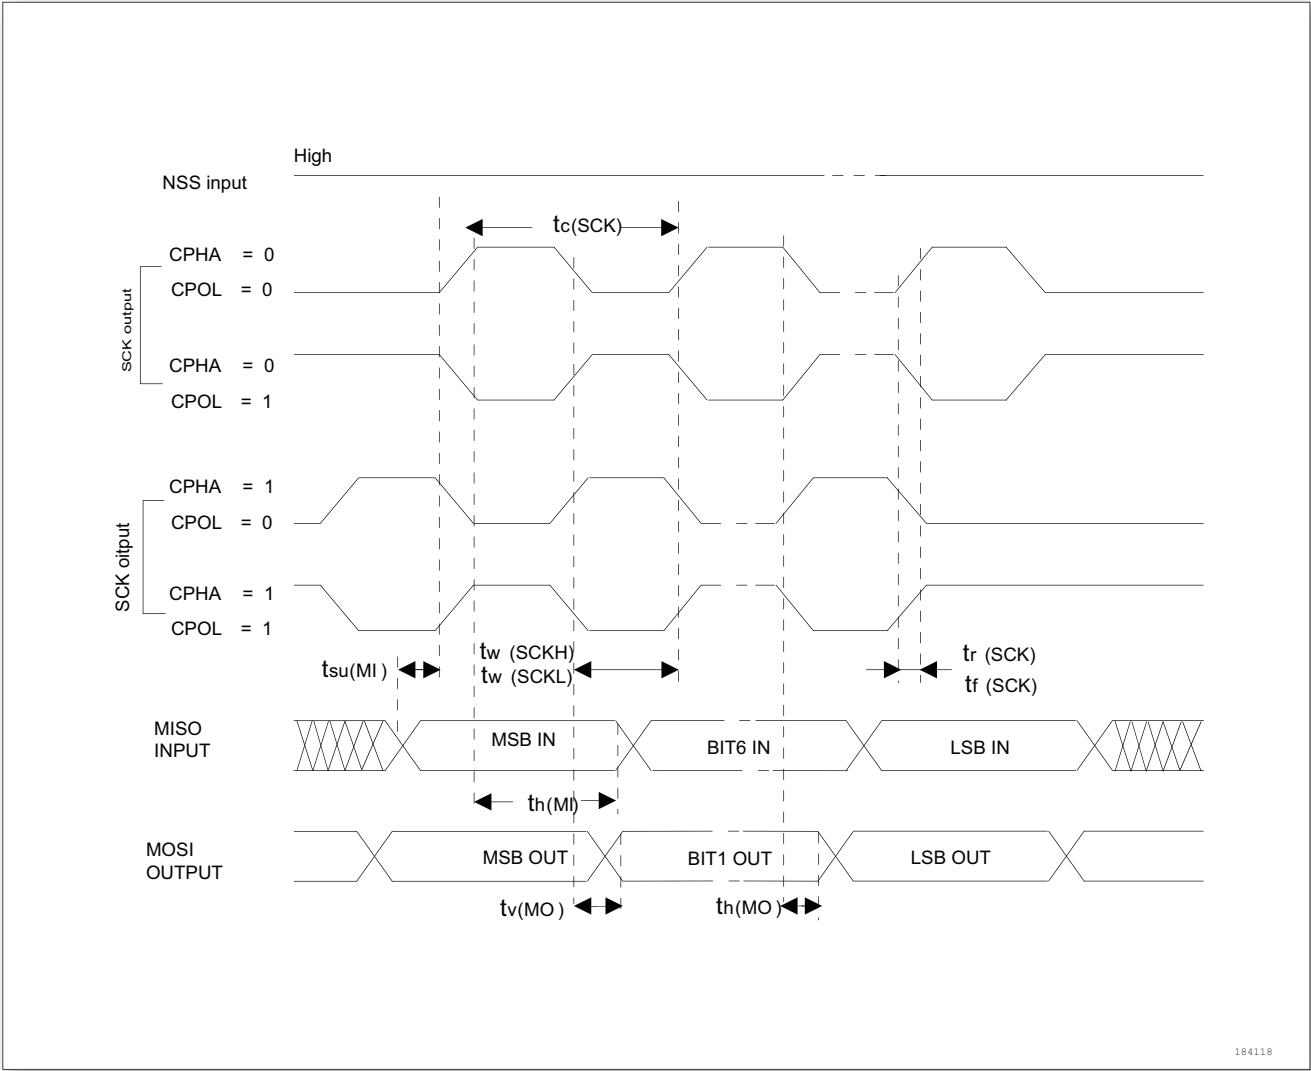 High
NSS input
tc(SCK)
CPHA = 0
CPOL = 0
SCK output
CPHA = 0
CPOL = 1
CPHA = 1
CPOL = 0
SCK oitput
CPHA = 1
CPOL = 1
tsu(MI )
tw (SCKH)
tw (SCKL)
tr (SCK)
tf (SCK)
MISO
INPUT
MSB IN
BIT6 IN
LSB IN
th(MI)
MOSI
OUTPUT
MSB OUT
BIT1 OUT
LSB OUT
tv(MO )
th(MO )
184118